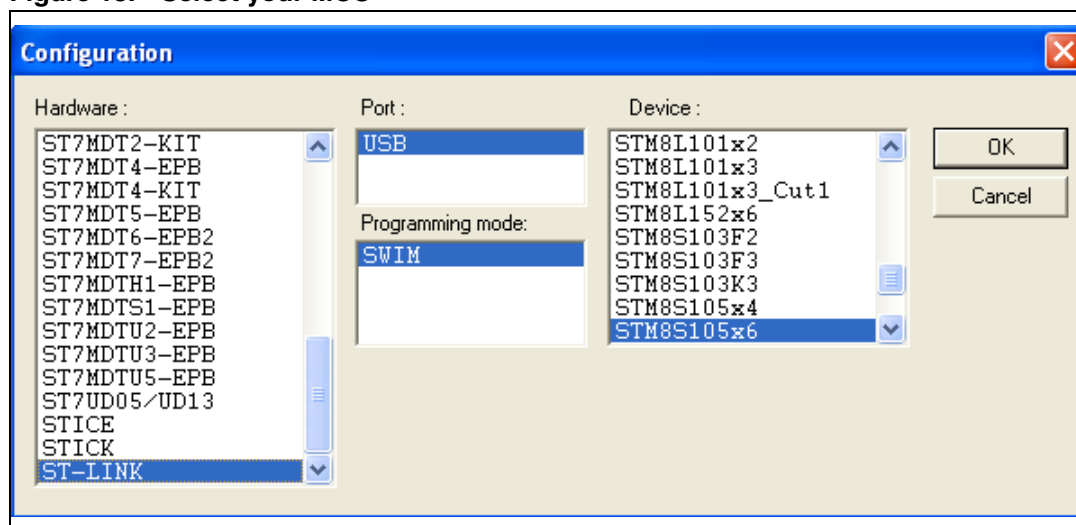 Figure Select your MCU
Configuration
Hardware :
ST7MDT2-KIT
ST7MDT4-EPB
ST7MDT4-KIT
ST7MDT5-EPB
ST7MDT6-EPB2
ST7MDT7-EPB2
ST7MDTH1-EPB
ST7MDTS1-EPB
ST7MDTU2-EPB
ST7MDTU3-EPB
ST7MDTU5-EPB
ST7UD05/UD13
STICE
STICK
ST-LINK
Port :
USB
Programming mode:
SWIM
Device :
STM8L101x2
STM8L101x3
STM8L101x3_Cut1
STM8L152x6
STM8S103F2
STM8S103F3
STM8S103K3
STM8S105x4
STM8S105x6
OK
Cancel